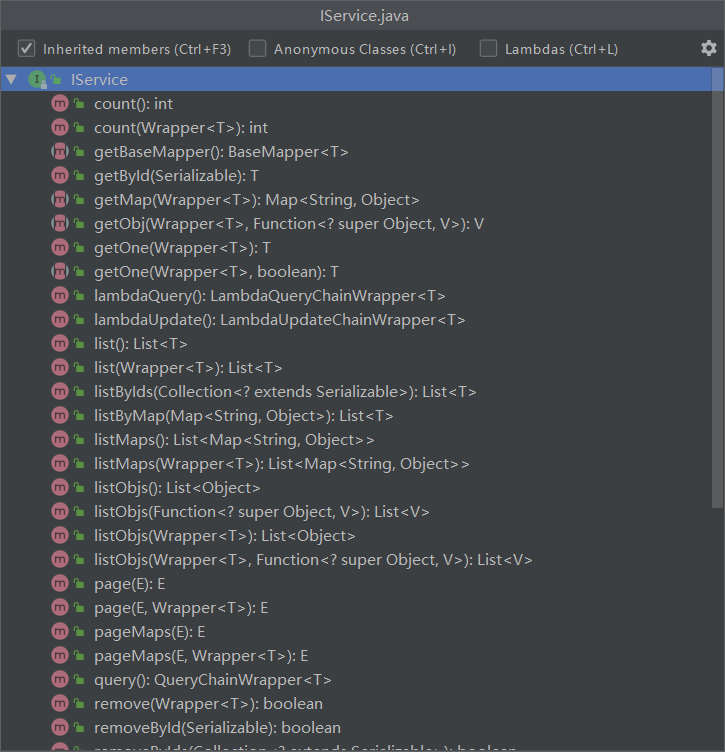 IService.java
Inherited members (Ctrl+F3) Anonymous Classes (Ctrl+I) Lambdas (Ctrl+L)
IService
count(): int
count(Wrapper<T>): int
getBaseMapper(): BaseMapper<T>
getById(Serializable): T
getMap(Wrapper<T>): Map<String, Object>
getObj(Wrapper<T>, Function<? super Object, V>): V
getOne(Wrapper<T>): T
getOne(Wrapper<T>, boolean): T
lambdaQuery(): LambdaQueryChainWrapper<T>
lambdaUpdate(): LambdaUpdateChainWrapper<T>
list(): List<T>
list(Wrapper<T>): List<T>
listByIds(Collection<? extends Serializable>): List<T>
listByMap(Map<String, Object>): List<T>
listMaps(): List<Map<String, Object>>
listMaps(Wrapper<T>): List<Map<String, Object>>
listObjs(): List<Object>
listObjs(Function<? super Object, V>): List<V>
listObjs(Wrapper<T>): List<Object>
listObjs(Wrapper<T>, Function<? super Object, V>): List<V>
page(E): E
page(E, Wrapper<T>): E
pageMaps(E): E
pageMaps(E, Wrapper<T>): E
query(): QueryChainWrapper<T>
remove(Wrapper<T>): boolean
removeById(Serializable): boolean
removeByIds(Collection<? extends Serializable>): boolean